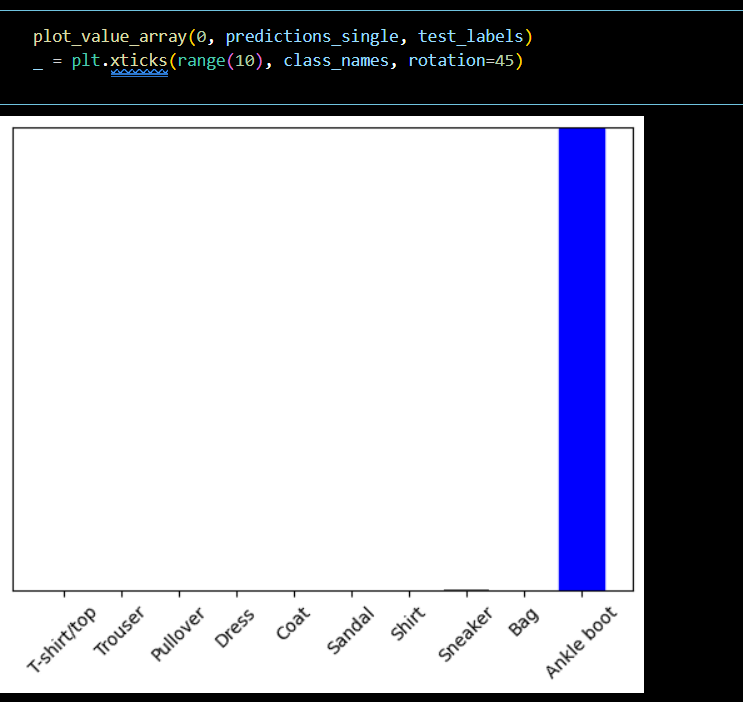 plot_value_array(0, predictions_single, test_labels)
_ = plt.xticks(range(10), class_names, rotation=45)
T-shirt/top
Trouser
Pullover
Dress
Coat
Sandal
Shirt
Sneaker
Bag
Ankle boot